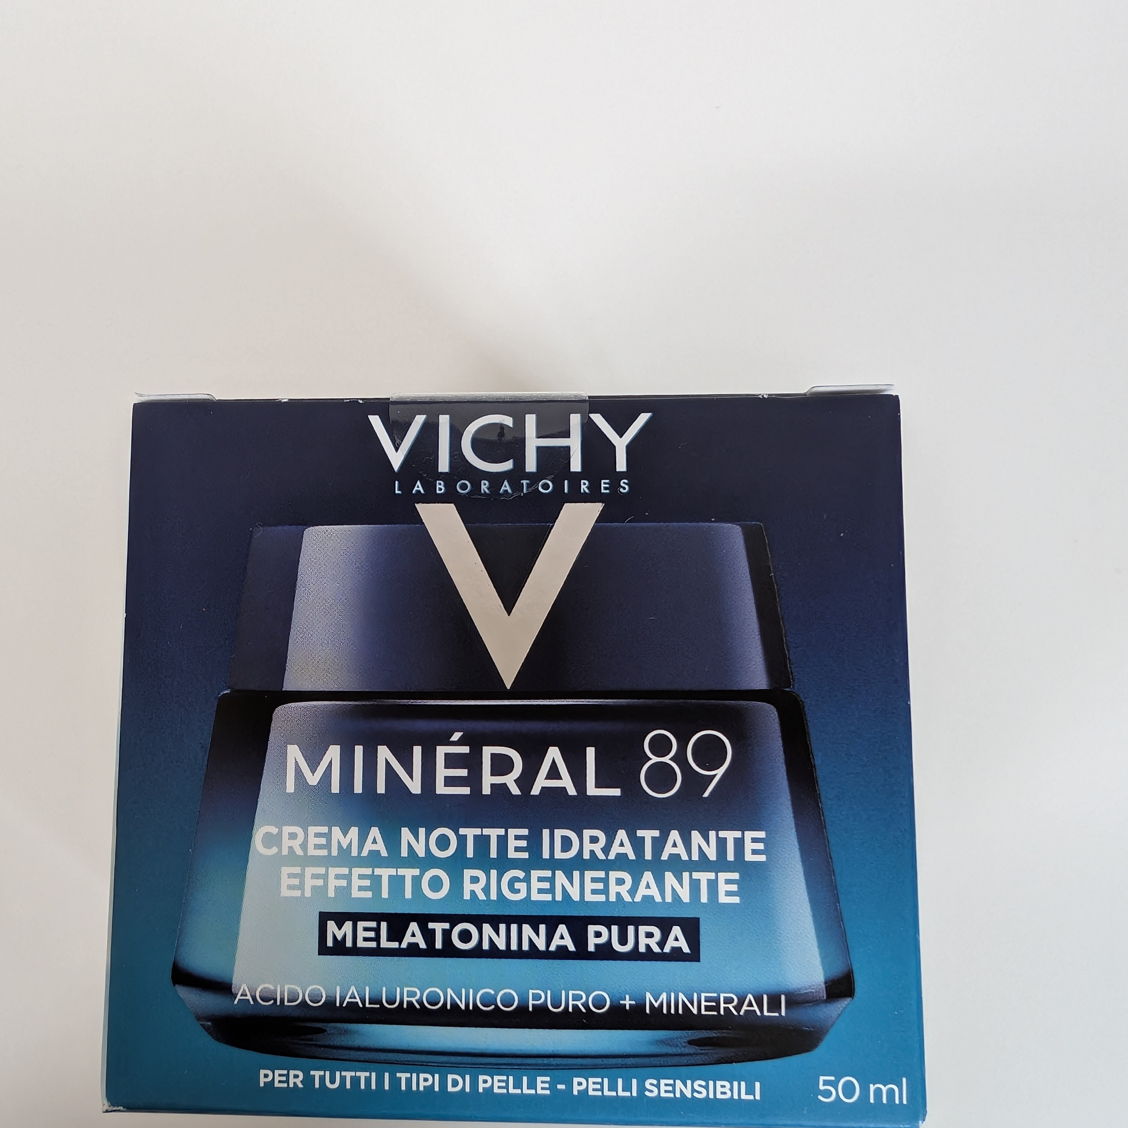 VICHY
LABORATOIRES
V
MINÉRAL 89
CREMA NOTTE IDRATANTE
EFFETTO RIGENERANTE
MELATONINA PURA
ACIDO IALURONICO PURO + MINERALI
PER TUTTI I TIPI DI PELLE - PELLI SENSIBILI
50 ml